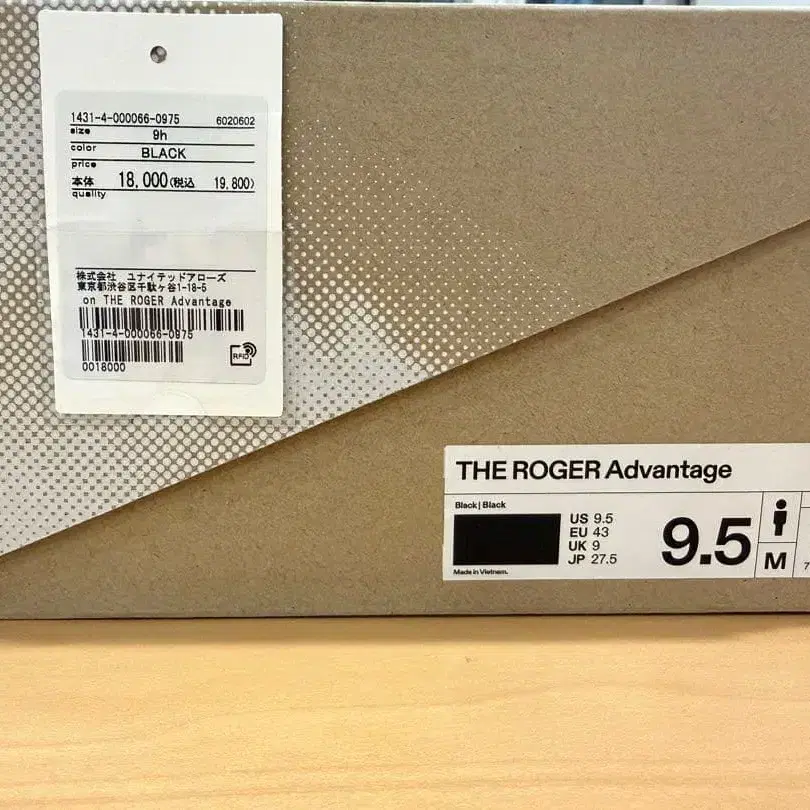 1431-4-000066-0975 6020602
size 9h
color BLACK
price
本体 18,000(税込 19,800)
quality
株式会社 ユナイテッドアローズ
東京都渋谷区千駄ヶ谷1-18-5
on THE ROGER Advantage
1431-4-000066-0975
RFID
0018000
THE ROGER Advantage
Black | Black
US 9.5
EU 43
UK 9
JP 27.5
9.5
M
7
Made in Vietnam.